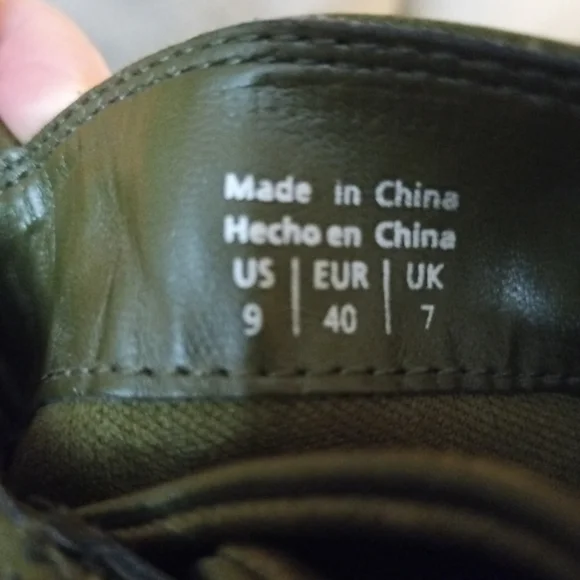 Made in China
Hecho en China
US | EUR | UK
9 | 40 | 7